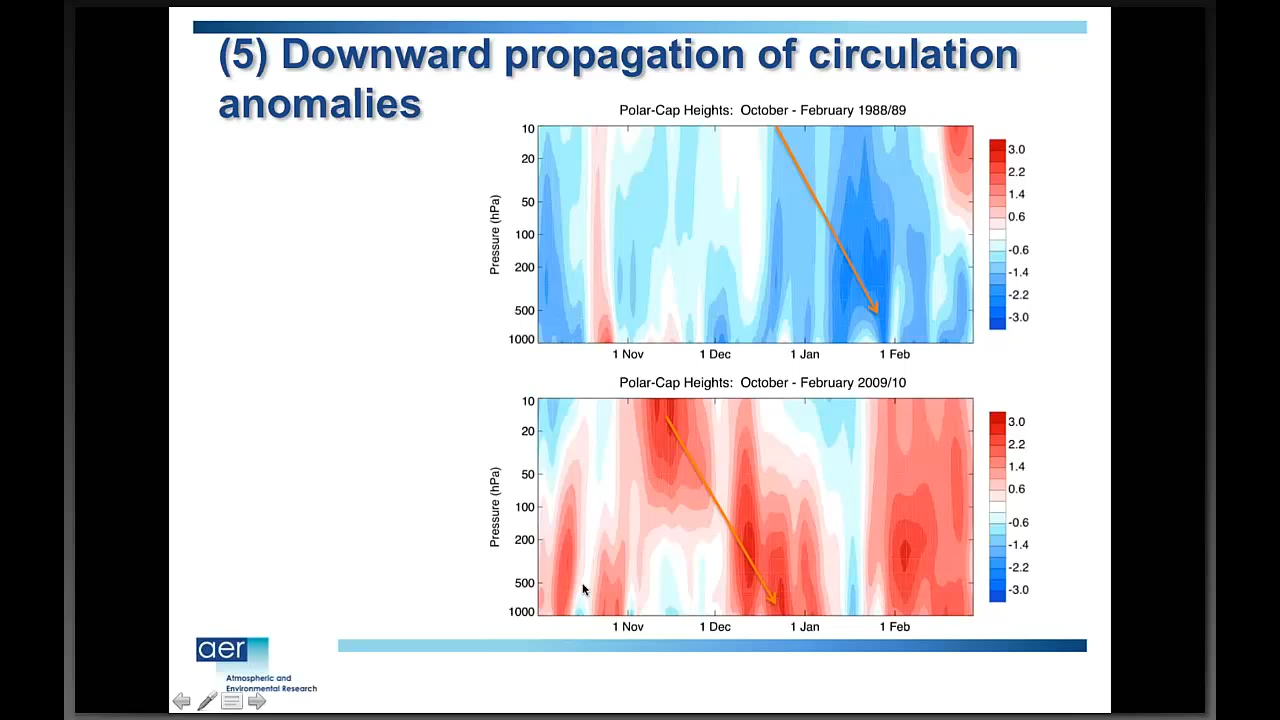 (5) Downward propagation of circulation
anomalies
Polar-Cap Heights: October - February 1988/89
Pressure (hPa)
10
20
50
100
200
500
1000
1 Nov
1 Dec
1 Jan
1 Feb
3.0
2.2
1.4
0.6
-0.6
-1.4
-2.2
-3.0
Polar-Cap Heights: October - February 2009/10
Pressure (hPa)
10
20
50
100
200
500
1000
1 Nov
1 Dec
1 Jan
1 Feb
3.0
2.2
1.4
0.6
-0.6
-1.4
-2.2
-3.0
aer
Atmospheric and
Environmental Research